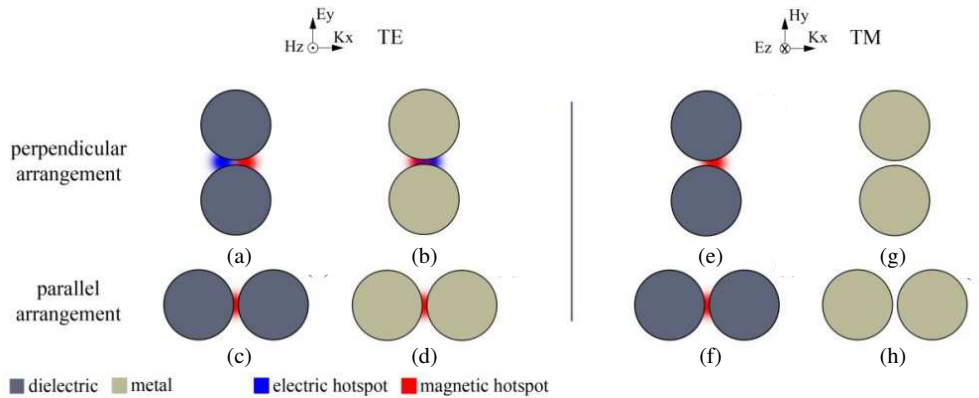 Ey
Hz Kx TE
Hy
Ez Kx TM
perpendicular
arrangement
(a) (b) (e) (g)
parallel
arrangement
(c) (d) (f) (h)
dielectric metal electric hotspot magnetic hotspot